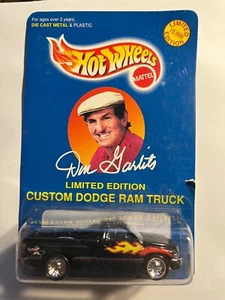 For ages over 3 years.
DIE CAST METAL & PLASTIC
Hot Wheels
MATTEL
LIMITED
EDITION
Don Garlits
LIMITED EDITION
CUSTOM DODGE RAM TRUCK